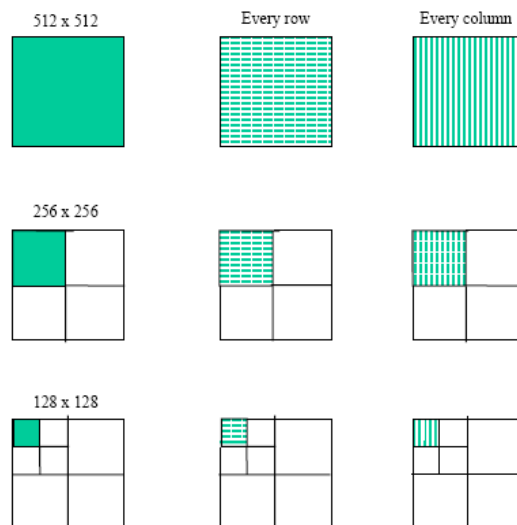 512 x 512
Every row
Every column
256 x 256
128 x 128